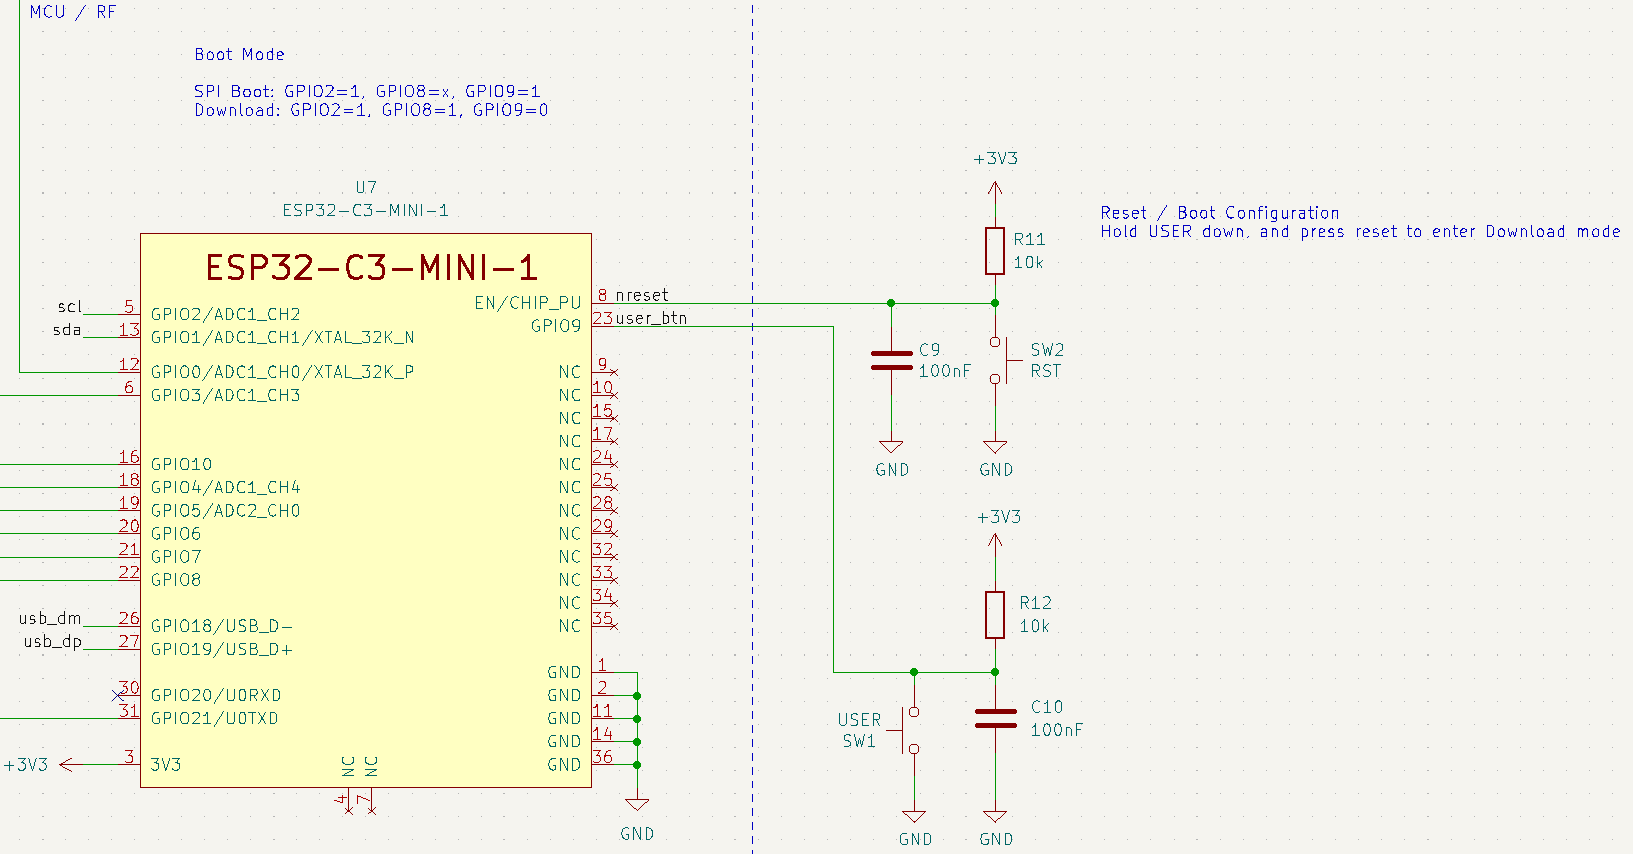 MCU / RF
Boot Mode
SPI Boot: GPIO2=1, GPIO8=x, GPIO9=1
Download: GPIO2=1, GPIO8=1, GPIO9=0
U7
ESP32-C3-MINI-1
ESP32-C3-MINI-1
scl 5 GPIO2/ADC1_CH2
sda 13 GPIO1/ADC1_CH1/XTAL_32K_N
12 GPIO0/ADC1_CH0/XTAL_32K_P
6 GPIO3/ADC1_CH3
16 GPIO10
18 GPIO4/ADC1_CH4
19 GPIO5/ADC2_CH0
20 GPIO6
21 GPIO7
22 GPIO8
usb_dm 26 GPIO18/USB_D-
usb_dp 27 GPIO19/USB_D+
30 GPIO20/U0RXD
31 GPIO21/U0TXD
+3V3 3 3V3
NC 4
NC 7
EN/CHIP_PU 8 nreset
GPIO9 23 user_btn
NC 9
NC 10
NC 15
NC 17
NC 24
NC 25
NC 28
NC 29
NC 32
NC 33
NC 34
NC 35
GND 1
GND 2
GND 11
GND 14
GND 36
GND
+3V3
R11
10k
Reset / Boot Configuration
Hold USER down, and press reset to enter Download mode
C9
100nF
SW2
RST
GND
GND
+3V3
R12
10k
USER
SW1
C10
100nF
GND
GND